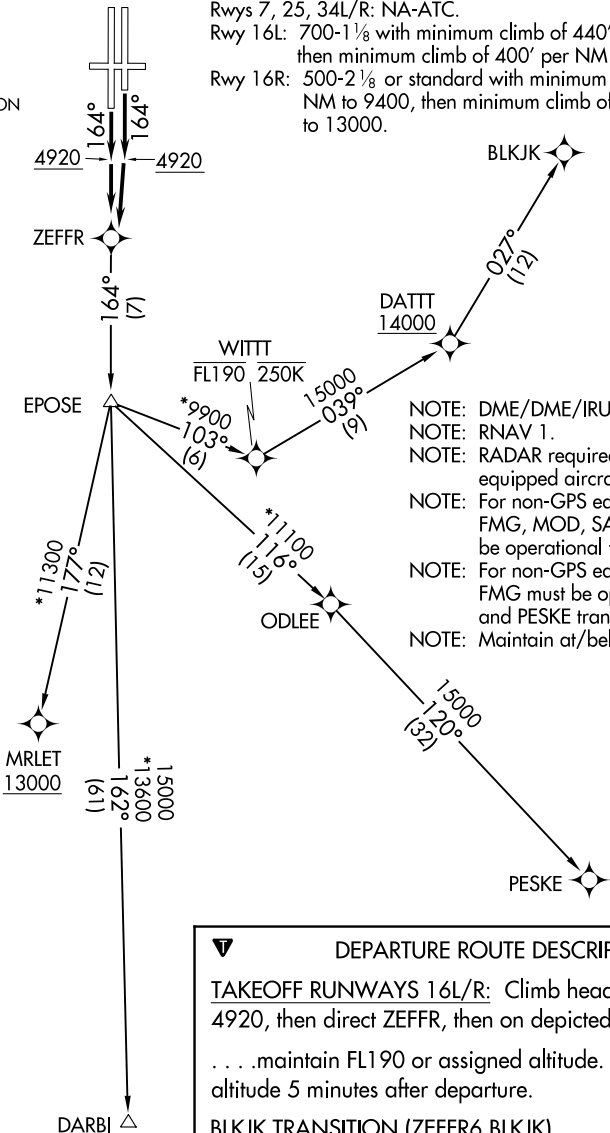 Rwys 7, 25, 34L/R: NA-ATC.
Rwy 16L: 700-1⅛ with minimum climb of 440'
then minimum climb of 400' per NM
Rwy 16R: 500-2⅛ or standard with minimum
NM to 9400, then minimum climb of
to 13000.
ON
164°
164°
4920
4920
ZEFFR
164°
(7)
BLKJK
027°
(12)
DATTT
14000
WITTT
FL190 250K
15000
039°
(9)
EPOSE
*9900
103°
(6)
NOTE: DME/DME/IRU
NOTE: RNAV 1.
NOTE: RADAR required
equipped aircra
NOTE: For non-GPS eq
FMG, MOD, SA
be operational
NOTE: For non-GPS eq
FMG must be op
and PESKE tran
NOTE: Maintain at/bel
*11100
116°
(15)
ODLEE
*11300
177°
(12)
MRLET
13000
15000
*13600
162°
(61)
15000
120°
(32)
PESKE
T
DEPARTURE ROUTE DESCRIP
TAKEOFF RUNWAYS 16L/R: Climb head
4920, then direct ZEFFR, then on depicted
. . . .maintain FL190 or assigned altitude.
altitude 5 minutes after departure.
BLKJK TRANSITION (ZEFFR6.BLKJK)
DARBI